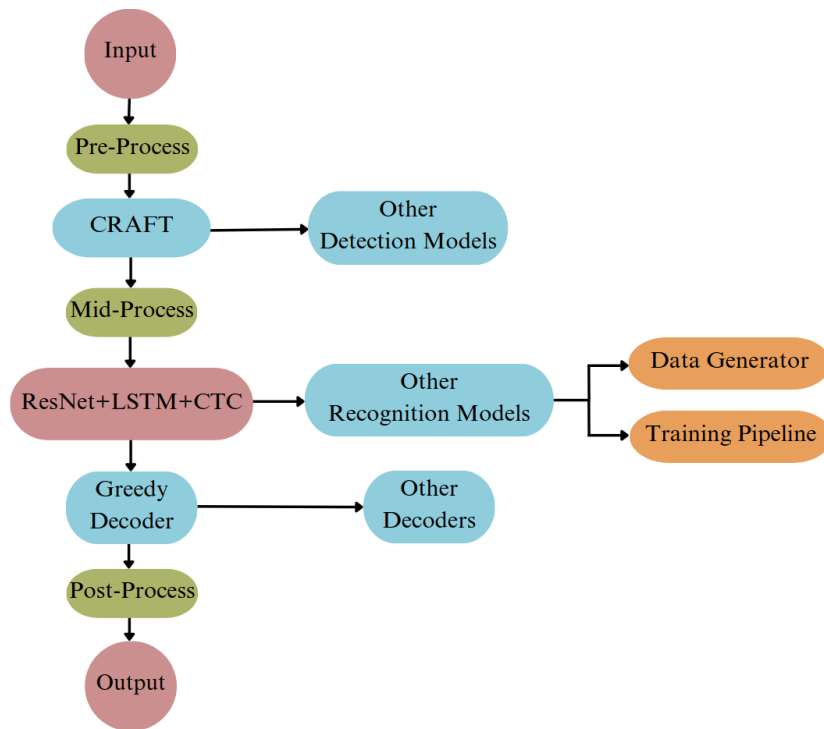 Input
Pre-Process
CRAFT
Other
Detection Models
Mid-Process
ResNet+LSTM+CTC
Other
Recognition Models
Data Generator
Training Pipeline
Greedy
Decoder
Other
Decoders
Post-Process
Output